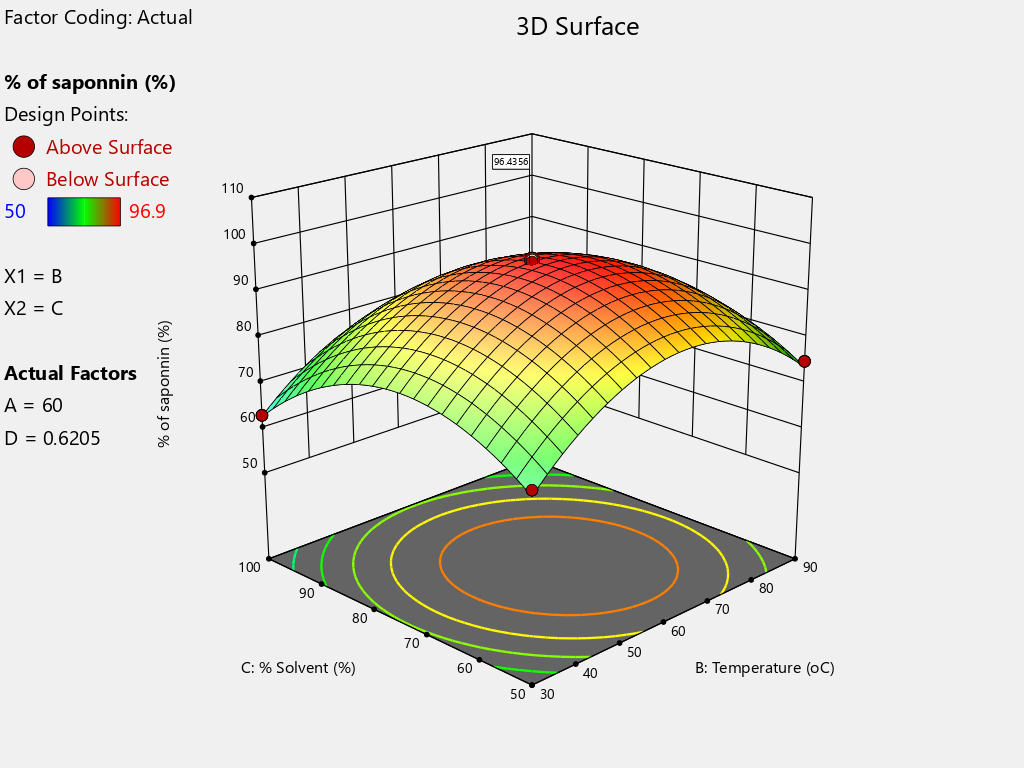 Factor Coding: Actual
3D Surface
% of saponnin (%)
Design Points:
Above Surface
Below Surface
50 96.9
X1 = B
X2 = C
Actual Factors
A = 60
D = 0.6205
96.4356
110
100
90
80
70
60
50
% of saponnin (%)
100
90
80
70
60
50
C: % Solvent (%)
30
40
50
60
70
80
90
B: Temperature (oC)